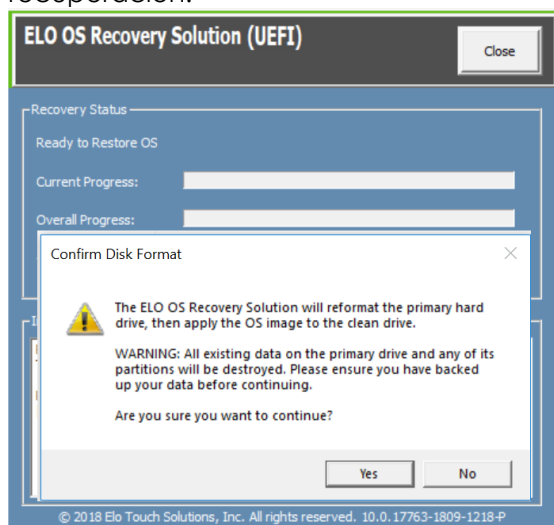 ELO OS Recovery Solution (UEFI)
Close
Recovery Status
Ready to Restore OS
Current Progress:
Overall Progress:
Confirm Disk Format
The ELO OS Recovery Solution will reformat the primary hard
drive, then apply the OS image to the clean drive.
WARNING: All existing data on the primary drive and any of its
partitions will be destroyed. Please ensure you have backed
up your data before continuing.
Are you sure you want to continue?
Yes
No
© 2018 Elo Touch Solutions, Inc. All rights reserved. 10.0.17763-1809-1218-P